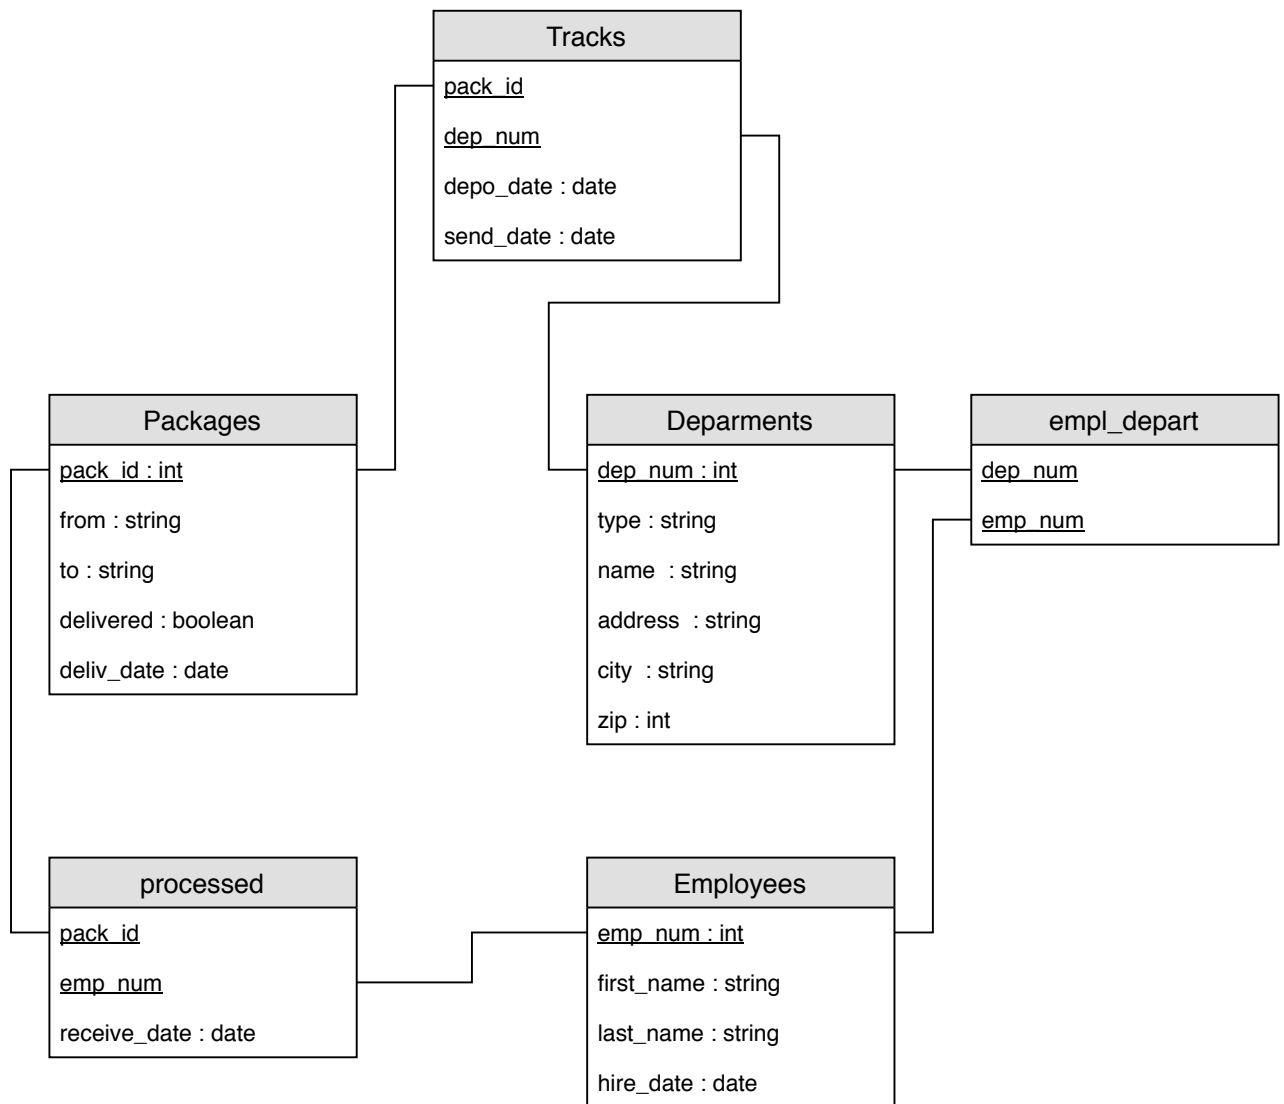 Tracks
pack_id
dep_num
depo_date : date
send_date : date
Packages
pack_id : int
from : string
to : string
delivered : boolean
deliv_date : date
Deparments
dep_num : int
type : string
name : string
address : string
city : string
zip : int
empl_depart
dep_num
emp_num
processed
pack_id
emp_num
receive_date : date
Employees
emp_num : int
first_name : string
last_name : string
hire_date : date